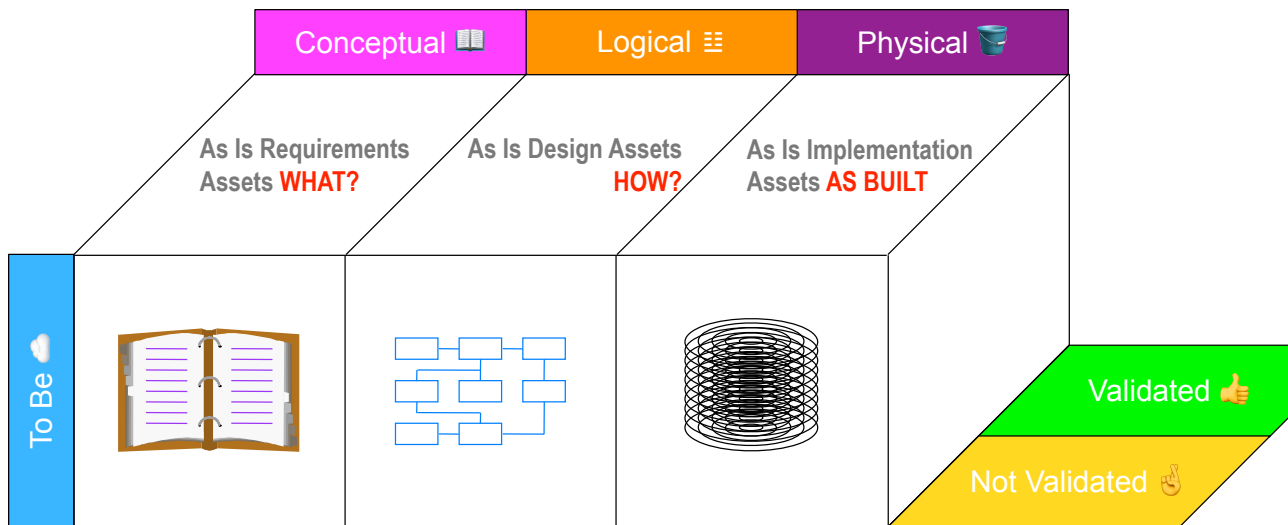 Conceptual 📖
Logical ☷
Physical 🪣
As Is Requirements
Assets WHAT?
As Is Design Assets
HOW?
As Is Implementation
Assets AS BUILT
To Be ☁️
Validated 👍
Not Validated 🤞